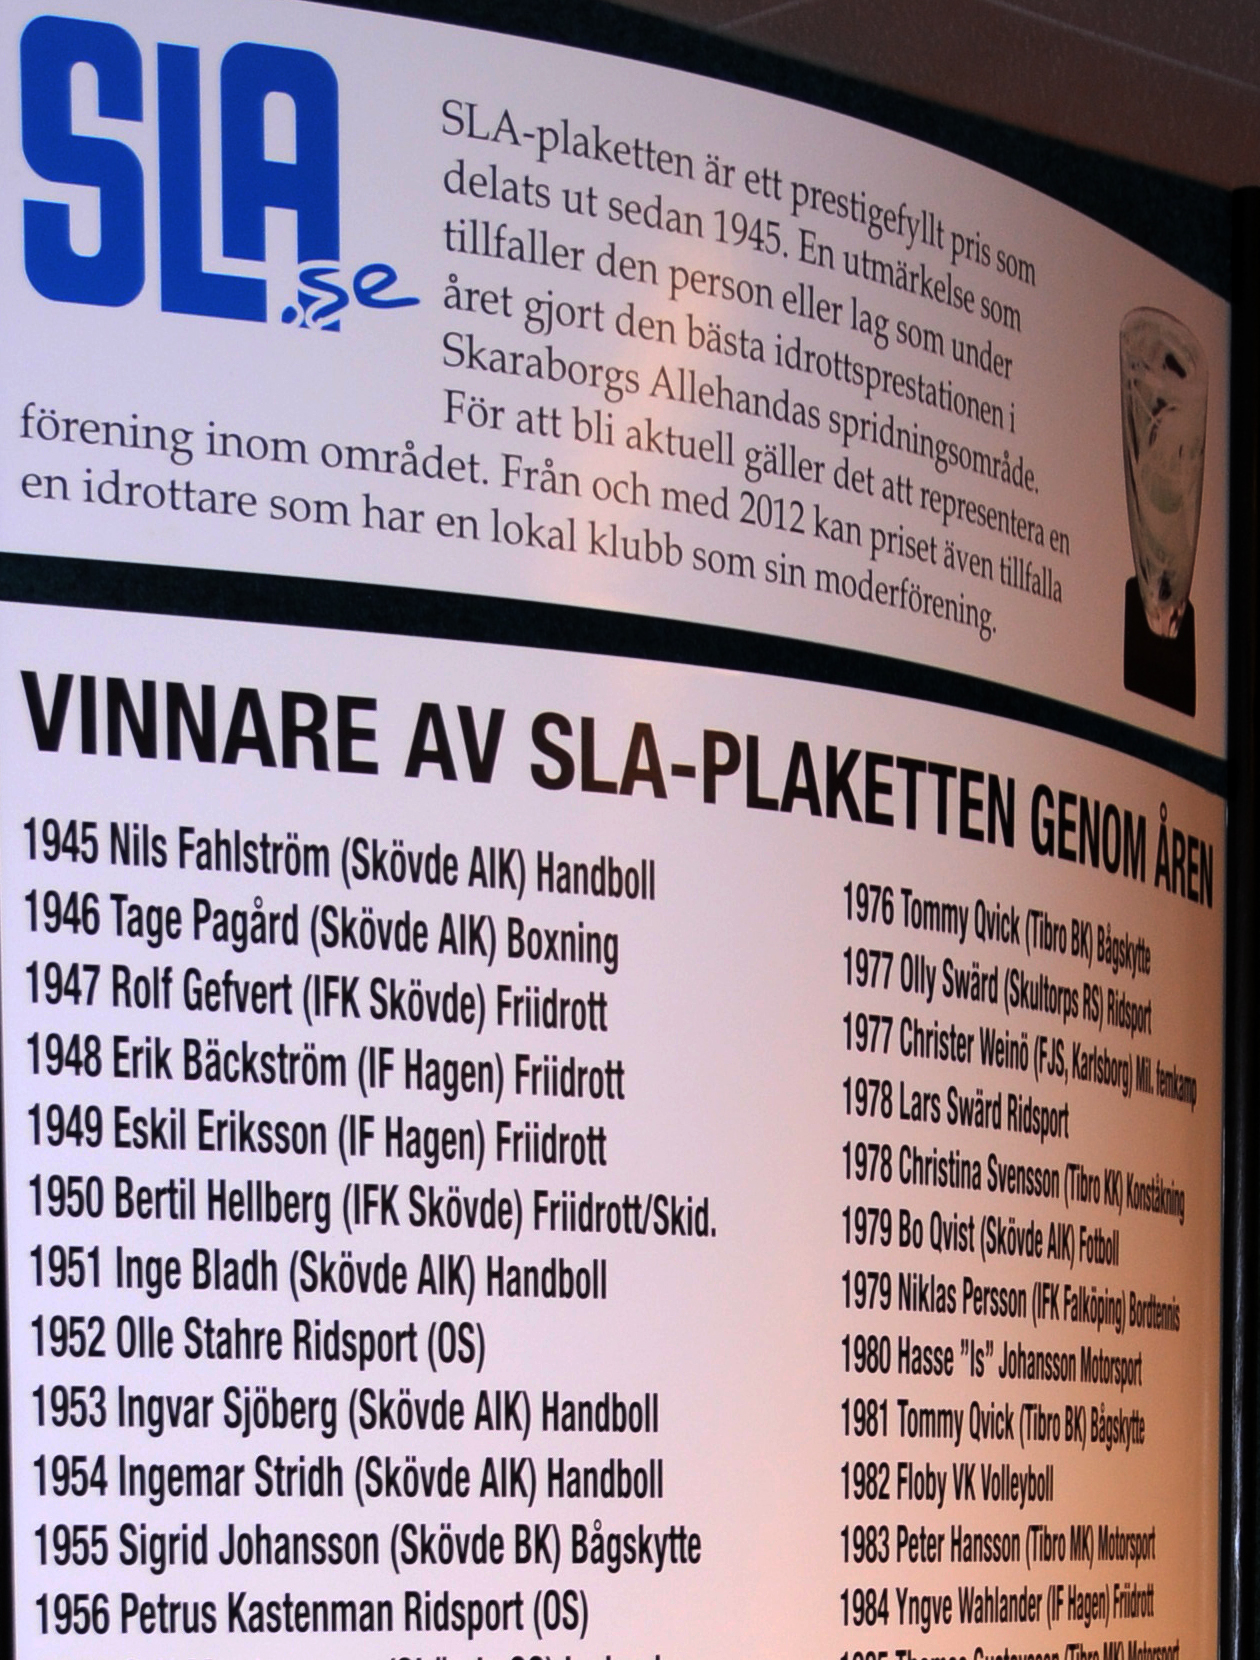 SLA.se
SLA-plaketten är ett prestigefyllt pris som
delats ut sedan 1945. En utmärkelse som
tillfaller den person eller lag som under
året gjort den bästa idrottsprestationen i
Skaraborgs Allehandas spridningsområde.
För att bli aktuell gäller det att representera en
förening inom området. Från och med 2012 kan priset även tillfalla
en idrottare som har en lokal klubb som sin moderförening.
VINNARE AV SLA-PLAKETTEN GENOM ÅREN
1945 Nils Fahlström (Skövde AIK) Handboll
1946 Tage Pagård (Skövde AIK) Boxning
1947 Rolf Gefvert (IFK Skövde) Friidrott
1948 Erik Bäckström (IF Hagen) Friidrott
1949 Eskil Eriksson (IF Hagen) Friidrott
1950 Bertil Hellberg (IFK Skövde) Friidrott/Skid.
1951 Inge Bladh (Skövde AIK) Handboll
1952 Olle Stahre Ridsport (OS)
1953 Ingvar Sjöberg (Skövde AIK) Handboll
1954 Ingemar Stridh (Skövde AIK) Handboll
1955 Sigrid Johansson (Skövde BK) Bågskytte
1956 Petrus Kastenman Ridsport (OS)
1976 Tommy Qvick (Tibro BK) Bågskytte
1977 Olly Swärd (Skultorps RS) Ridsport
1977 Christer Weinö (FJS, Karlsborg) Mil. femkamp
1978 Lars Swärd Ridsport
1978 Christina Svensson (Tibro KK) Konståkning
1979 Bo Qvist (Skövde AIK) Fotboll
1979 Niklas Persson (IFK Falköping) Bordtennis
1980 Hasse ”Is” Johansson Motorsport
1981 Tommy Qvick (Tibro BK) Bågskytte
1982 Floby VK Volleyboll
1983 Peter Hansson (Tibro MK) Motorsport
1984 Yngve Wahlander (IF Hagen) Friidrott